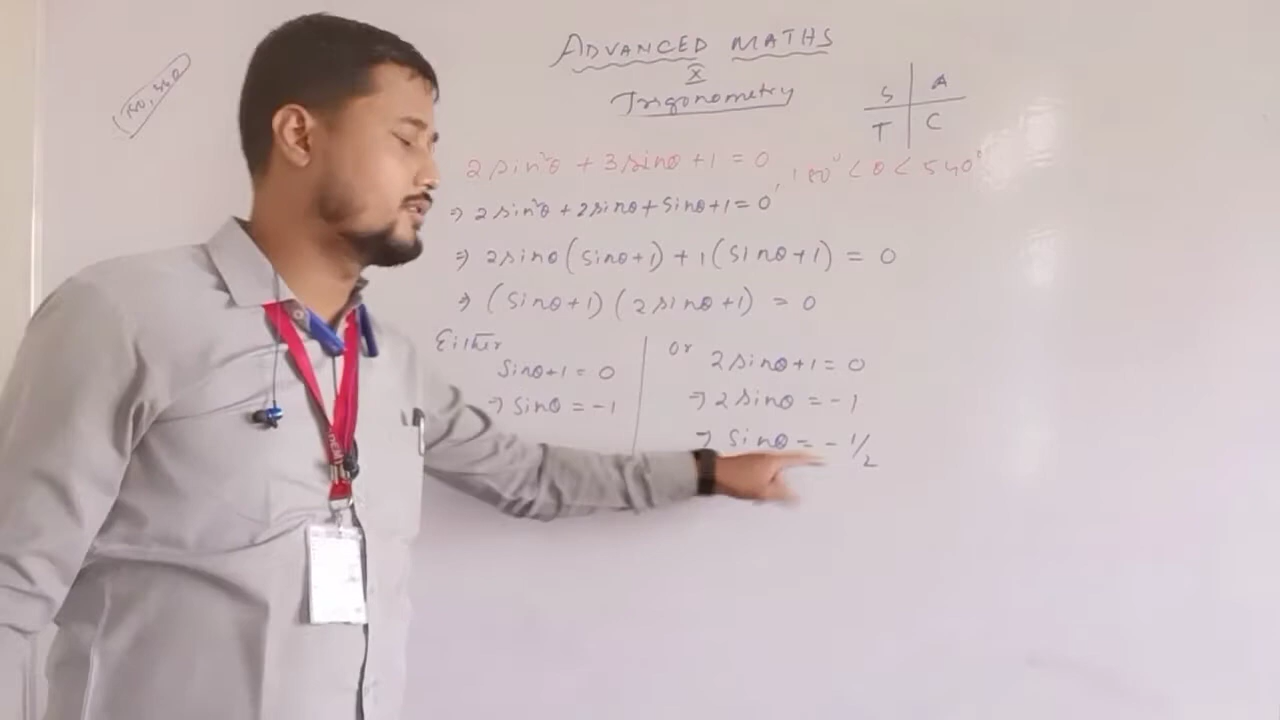 ADVANCED MATHS
X
Trigonometry
S A
T C
2sin²θ + 3sinθ + 1 = 0, 180° < θ < 540°
⇒ 2sin²θ + 2sinθ + sinθ + 1 = 0
⇒ 2sinθ(sinθ+1) + 1(sinθ+1) = 0
⇒ (sinθ+1)(2sinθ+1) = 0
Either
sinθ+1 = 0
⇒ sinθ = -1
Or
2sinθ+1 = 0
⇒ 2sinθ = -1
⇒ sinθ = -1/2